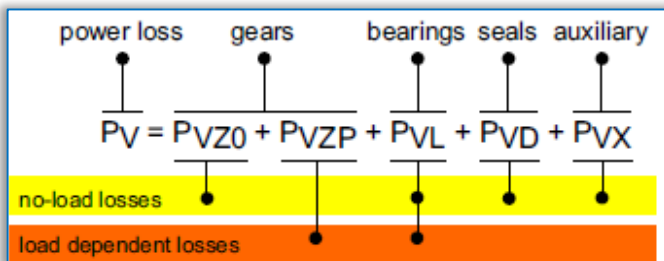 power loss gears bearings seals auxiliary
PV = PVZ0 + PVZP + PVL + PVD + PVX
no-load losses
load dependent losses